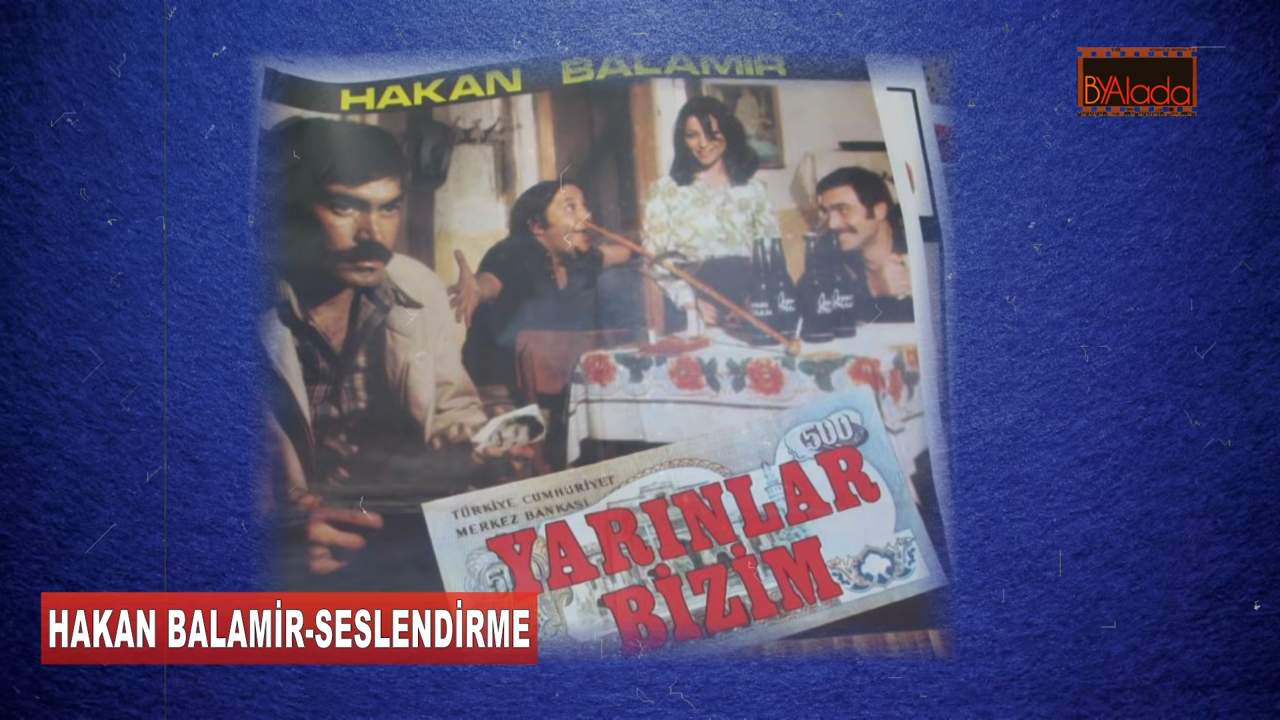 HAKAN BALAMİR
BYAlada
500
TÜRKİYE CUMHURİYET
MERKEZ BANKASI
YARINLAR
BİZİM
HAKAN BALAMİR-SESLENDİRME